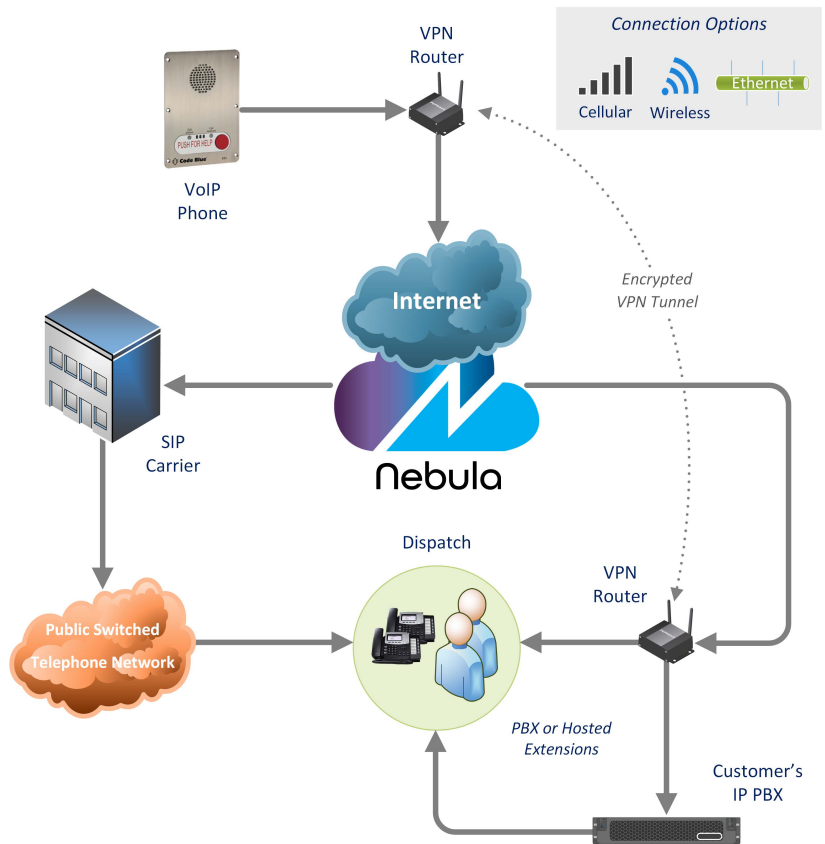 Connection Options
Cellular
Wireless
Ethernet
VPN
Router
PUSH FOR HELP
Code Blue
VoIP
Phone
Internet
Encrypted
VPN Tunnel
Nebula
SIP
Carrier
Dispatch
VPN
Router
Public Switched
Telephone Network
PBX or Hosted
Extensions
Customer's
IP PBX